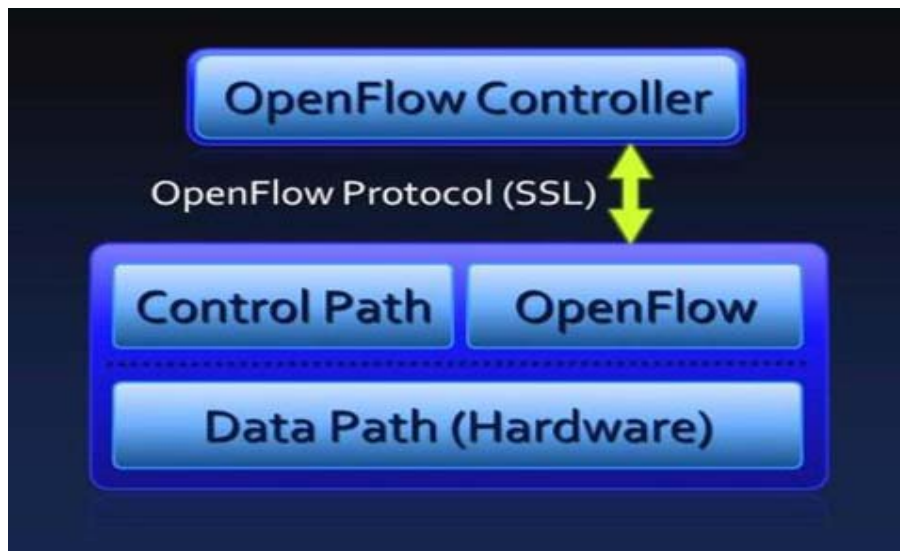 OpenFlow Controller
OpenFlow Protocol (SSL)
Control Path
OpenFlow
Data Path (Hardware)